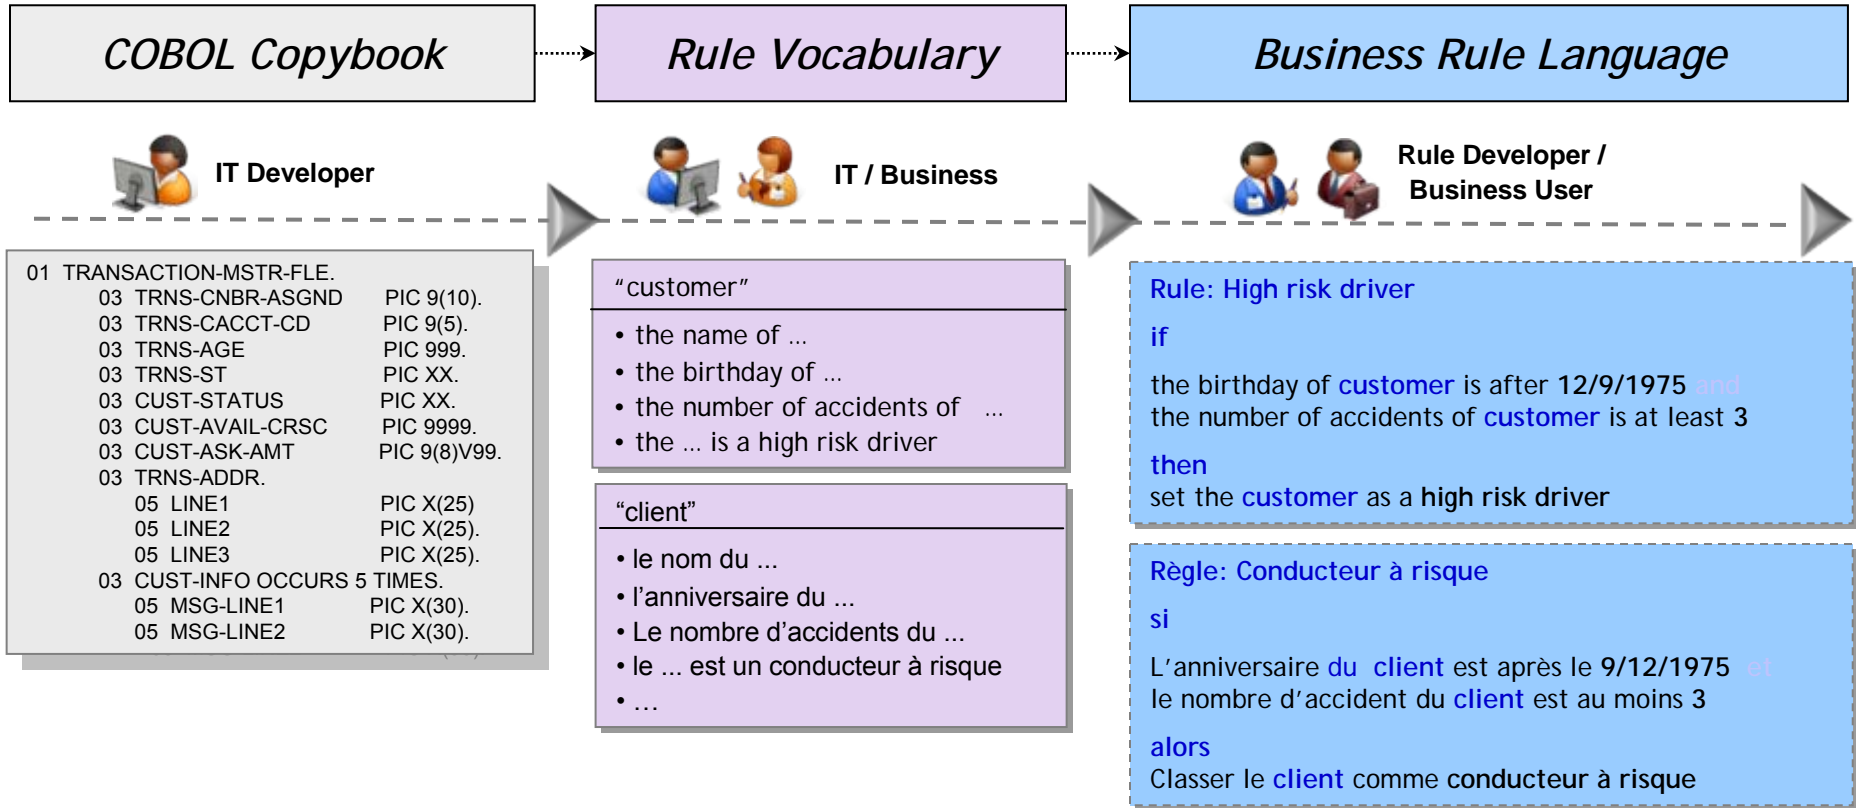 COBOL Copybook
Rule Vocabulary
Business Rule Language
IT Developer
IT / Business
Rule Developer /
Business User
01 TRANSACTION-MSTR-FLE.
03 TRNS-CNBR-ASGND PIC 9(10).
03 TRNS-CACCT-CD PIC 9(5).
03 TRNS-AGE PIC 999.
03 TRNS-ST PIC XX.
03 CUST-STATUS PIC XX.
03 CUST-AVAIL-CRSC PIC 9999.
03 CUST-ASK-AMT PIC 9(8)V99.
03 TRNS-ADDR.
05 LINE1 PIC X(25)
05 LINE2 PIC X(25).
05 LINE3 PIC X(25).
03 CUST-INFO OCCURS 5 TIMES.
05 MSG-LINE1 PIC X(30).
05 MSG-LINE2 PIC X(30).
"customer"
• the name of ...
• the birthday of ...
• the number of accidents of ...
• the ... is a high risk driver
“client”
• le nom du ...
• l'anniversaire du ...
• Le nombre d'accidents du ...
• le ... est un conducteur à risque
• ...
Rule: High risk driver
if
the birthday of customer is after 12/9/1975 and
the number of accidents of customer is at least 3
then
set the customer as a high risk driver
Règle: Conducteur à risque
si
L'anniversaire du client est après le 9/12/1975 et
le nombre d'accident du client est au moins 3
alors
Classer le client comme conducteur à risque